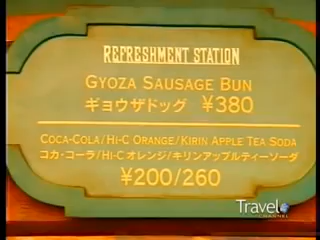 REFRESHMENT STATION
GYOZA SAUSAGE BUN
ギョウザドッグ ¥380
COCA-COLA/HI-C ORANGE/KIRIN APPLE TEA SODA
コカ・コーラ/Hi-C オレンジ/キリンアップルティーソーダ
¥200/260
Travel
CHANNEL